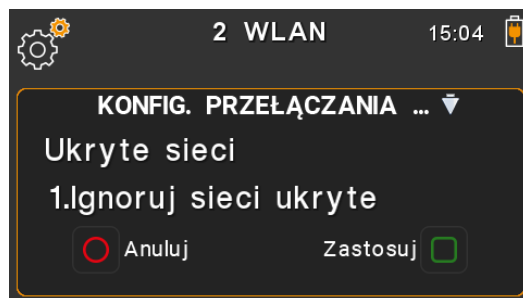 2 WLAN 15:04
KONFIG. PRZEŁĄCZANIA ...
Ukryte sieci
1.Ignoruj sieci ukryte
Anuluj Zastosuj